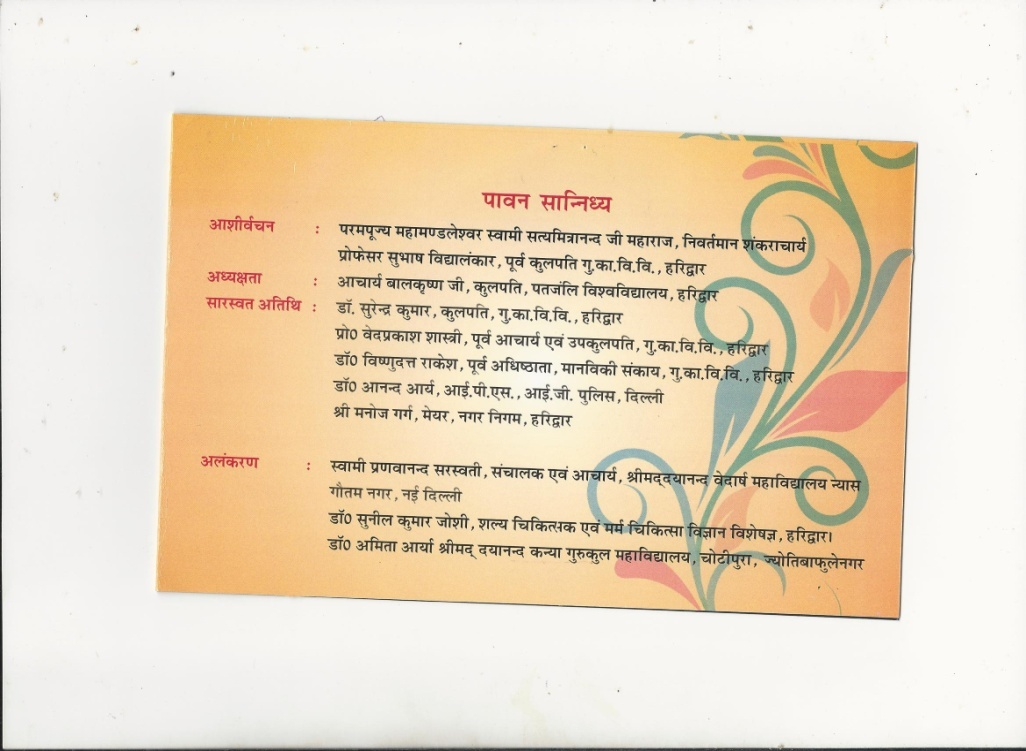 पावन सान्निध्य
आशीर्वचन : परमपूज्य महामण्डलेश्वर स्वामी सत्यमित्रानन्द जी महाराज, निवर्तमान शंकराचार्य
प्रोफेसर सुभाष विद्यालंकार, पूर्व कुलपति गु.का.वि.वि., हरिद्वार
अध्यक्षता : आचार्य बालकृष्ण जी, कुलपति, पतजंलि विश्वविद्यालय, हरिद्वार
सारस्वत अतिथि : डॉ. सुरेन्द्र कुमार, कुलपति, गु.का.वि.वि., हरिद्वार
प्रो0 वेदप्रकाश शास्त्री, पूर्व आचार्य एवं उपकुलपति, गु.का.वि.वि., हरिद्वार
डॉ0 विष्णुदत्त राकेश, पूर्व अधिष्ठाता, मानविकी संकाय, गु.का.वि.वि., हरिद्वार
डॉ0 आनन्द आर्य, आई.पी.एस., आई.जी. पुलिस, दिल्ली
श्री मनोज गर्ग, मेयर, नगर निगम, हरिद्वार
अलंकरण : स्वामी प्रणवानन्द सरस्वती, संचालक एवं आचार्य, श्रीमद्दयानन्द वेदार्ष महाविद्यालय न्यास
गौतम नगर, नई दिल्ली
डॉ0 सुनील कुमार जोशी, शल्य चिकित्सक एवं मर्म चिकित्सा विज्ञान विशेषज्ञ, हरिद्वार।
डॉ0 अमिता आर्या श्रीमद् दयानन्द कन्या गुरुकुल महाविद्यालय, चोटीपुरा, ज्योतिबाफुलेनगर